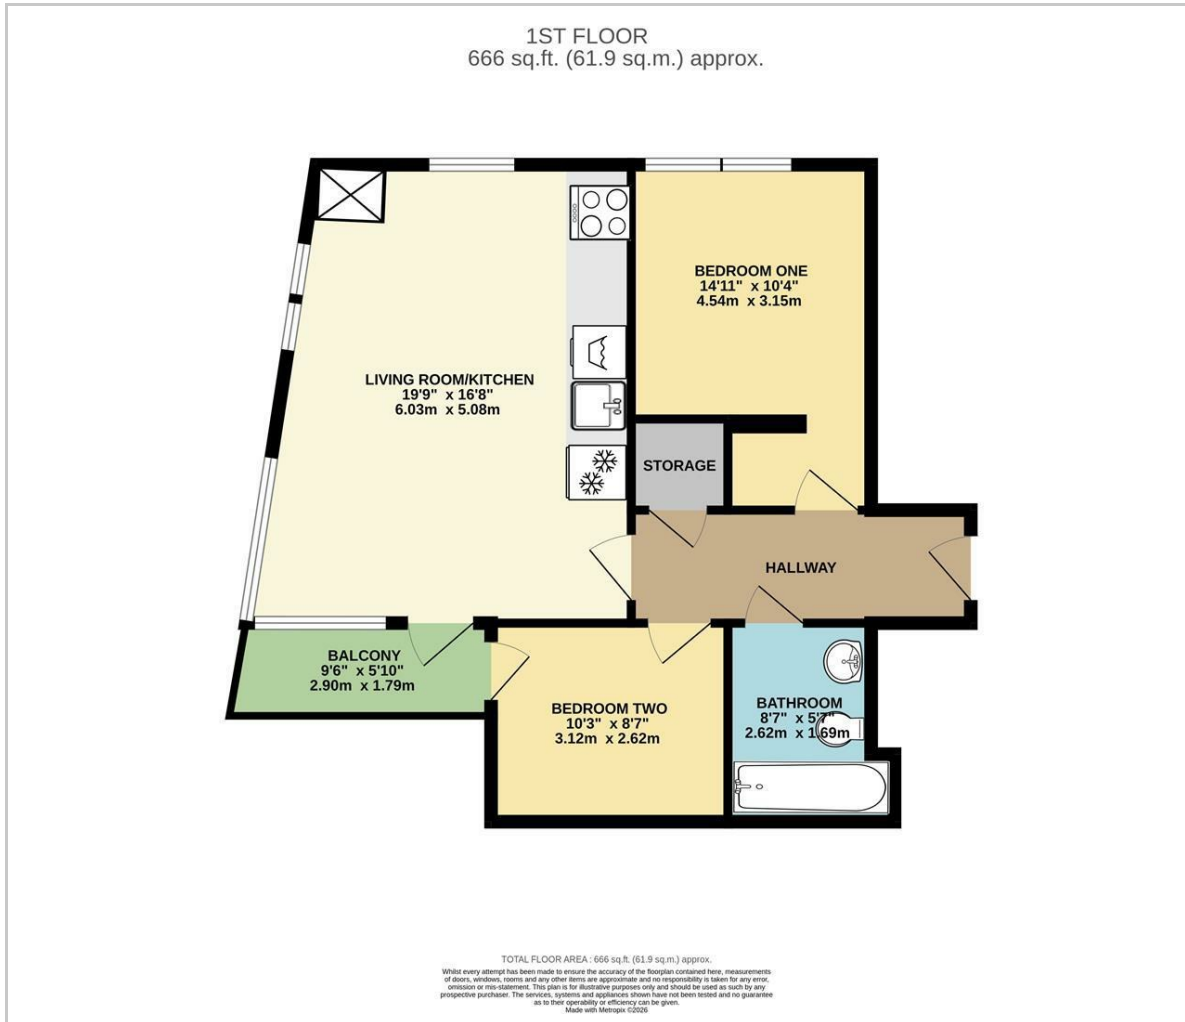 1ST FLOOR
666 sq.ft. (61.9 sq.m.) approx.
BEDROOM ONE
14'11" x 10'4"
4.54m x 3.15m
LIVING ROOM/KITCHEN
19'9" x 16'8"
6.03m x 5.08m
STORAGE
HALLWAY
BALCONY
9'6" x 5'10"
2.90m x 1.79m
BEDROOM TWO
10'3" x 8'7"
3.12m x 2.62m
BATHROOM
8'7" x 5'7"
2.62m x 1.69m
TOTAL FLOOR AREA : 666 sq.ft. (61.9 sq.m.) approx.
Whilst every attempt has been made to ensure the accuracy of the floorplan contained here, measurements
of doors, windows, rooms and any other items are approximate and no responsibility is taken for any error,
omission or mis-statement. This plan is for illustrative purposes only and should be used as such by any
prospective purchaser. The services, systems and appliances shown have not been tested and no guarantee
as to their operability or efficiency can be given.
Made with Metropix ©2026